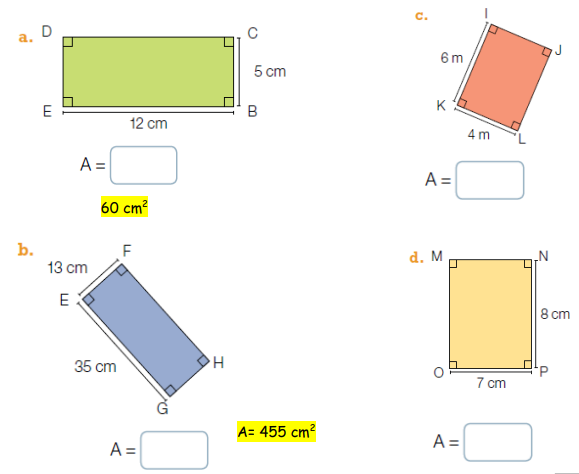 a. D C
5 cm
E B
12 cm
A =
60 cm²
b. F
13 cm
E
35 cm
H
G
A= 455 cm²
A =
c. I
J
6 m
K
4 m L
A =
d. M N
8 cm
O P
7 cm
A =